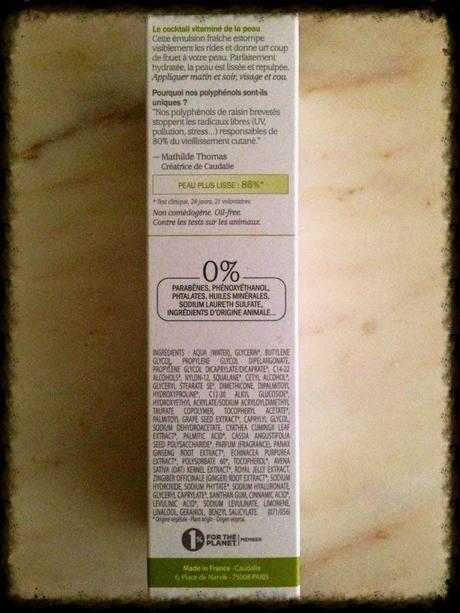 Le cocktail vitaminé de la peau
Cette émulsion fraîche estompe
visiblement les rides et donne un coup
de fouet à votre peau. Parfaitement
hydratée, la peau est lissée et repulpée.
Appliquer matin et soir, visage et cou.
Pourquoi nos polyphénols sont-ils
uniques ?
"Nos polyphénols de raisin brevetés
stoppent les radicaux libres (UV,
pollution, stress...) responsables de
80% du vieillissement cutané."
— Mathilde Thomas
Créatrice de Caudalie
PEAU PLUS LISSE : 86%*
* Test clinique, 28 jours, 21 volontaires.
Non comédogène. Oil-free.
Contre les tests sur les animaux.
0%
PARABÈNES, PHÉNOXYÉTHANOL,
PHTALATES, HUILES MINÉRALES,
SODIUM LAURETH SULFATE,
INGRÉDIENTS D'ORIGINE ANIMALE...
INGREDIENTS : AQUA (WATER), GLYCERIN*, BUTYLENE
GLYCOL, PROPYLENE GLYCOL DIPELARGONATE,
PROPYLENE GLYCOL DICAPRYLATE/DICAPRATE*, C14-22
ALCOHOLS*, NYLON-12, SQUALANE*, CETYL ALCOHOL*,
GLYCERYL STEARATE SE*, DIMETHICONE, DIPALMITOYL
HYDROXYPROLINE*, C12-20 ALKYL GLUCOSIDE*,
HYDROXYETHYL ACRYLATE/SODIUM ACRYLOYLDIMETHYL
TAURATE COPOLYMER, TOCOPHERYL ACETATE*,
PALMITOYL GRAPE SEED EXTRACT*, CAPRYLYL GLYCOL,
SODIUM DEHYDROACETATE, CYATHEA CUMINGII LEAF
EXTRACT*, PALMITIC ACID*, CASSIA ANGUSTIFOLIA
SEED POLYSACCHARIDE*, PARFUM (FRAGRANCE), PANAX
GINSENG ROOT EXTRACT*, ECHINACEA PURPUREA
EXTRACT*, POLYSORBATE 60*, TOCOPHEROL*, AVENA
SATIVA (OAT) KERNEL EXTRACT*, ROYAL JELLY EXTRACT,
ZINGIBER OFFICINALE (GINGER) ROOT EXTRACT*, SODIUM
HYDROXIDE, SODIUM PHYTATE*, SODIUM HYALURONATE,
GLYCERYL CAPRYLATE*, XANTHAN GUM, CINNAMIC ACID*,
LEVULINIC ACID*, SODIUM LEVULINATE, LIMONENE,
LINALOOL, GERANIOL, BENZYL SALICYLATE. (071/056)
* Origine végétale - Plant origin - Origen vegetal.
1% FOR THE
PLANET MEMBER
Made in France - Caudalie
6, Place de Narvik - 75008 PARIS